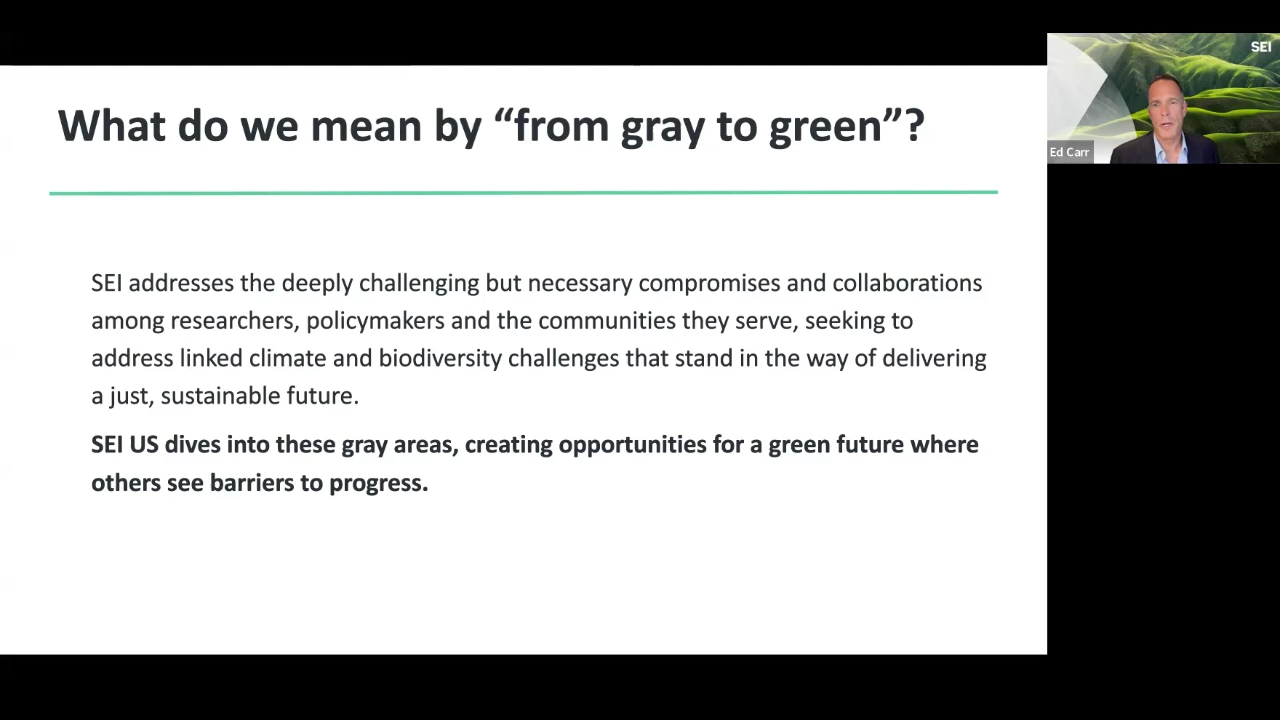 What do we mean by “from gray to green”?
SEI addresses the deeply challenging but necessary compromises and collaborations
among researchers, policymakers and the communities they serve, seeking to
address linked climate and biodiversity challenges that stand in the way of delivering
a just, sustainable future.
SEI US dives into these gray areas, creating opportunities for a green future where
others see barriers to progress.
SEI
Ed Carr